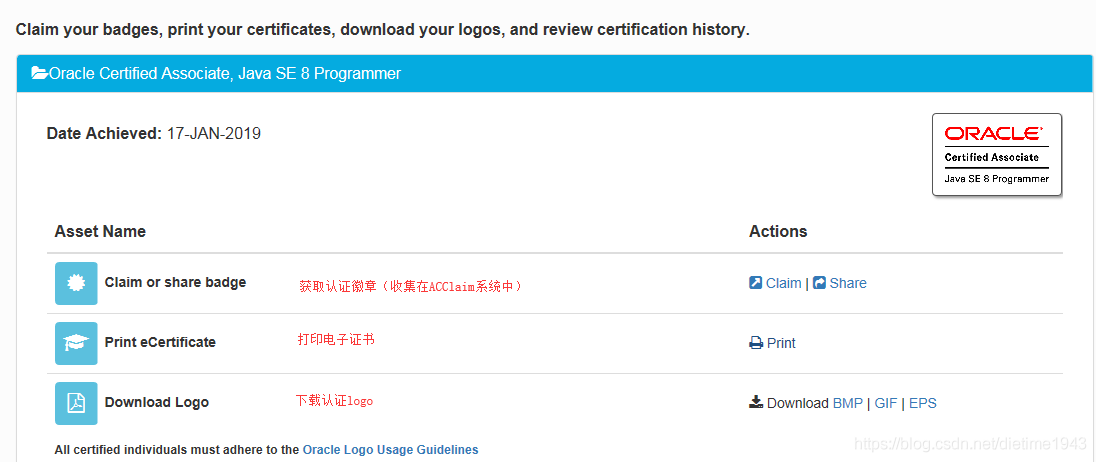 Claim your badges, print your certificates, download your logos, and review certification history.
Oracle Certified Associate, Java SE 8 Programmer
Date Achieved: 17-JAN-2019
ORACLE
Certified Associate
Java SE 8 Programmer
Asset Name Actions
Claim or share badge 获取认证徽章（收集在ACClaim系统中） Claim | Share
Print eCertificate 打印电子证书 Print
Download Logo 下载认证logo Download BMP | GIF | EPS
All certified individuals must adhere to the Oracle Logo Usage Guidelines
https://blog.csdn.net/dietime1943